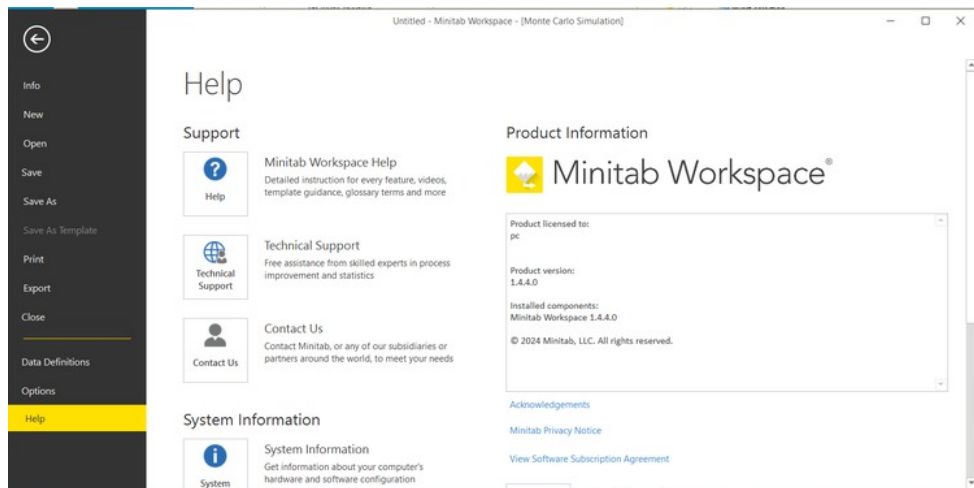 Untitled - Minitab Workspace - [Monte Carlo Simulation]
Info
New
Open
Save
Save As
Save As Template
Print
Export
Close
Data Definitions
Options
Help
Help
Support
Help
Minitab Workspace Help
Detailed instruction for every feature, videos,
template guidance, glossary terms and more
Technical
Support
Technical Support
Free assistance from skilled experts in process
improvement and statistics
Contact Us
Contact Us
Contact Minitab, or any of our subsidiaries or
partners around the world, to meet your needs
System Information
System
System Information
Get information about your computer's
hardware and software configuration
Product Information
Minitab Workspace®
Product licensed to:
pc
Product version:
1.4.4.0
Installed components:
Minitab Workspace 1.4.4.0
© 2024 Minitab, LLC. All rights reserved.
Acknowledgements
Minitab Privacy Notice
View Software Subscription Agreement